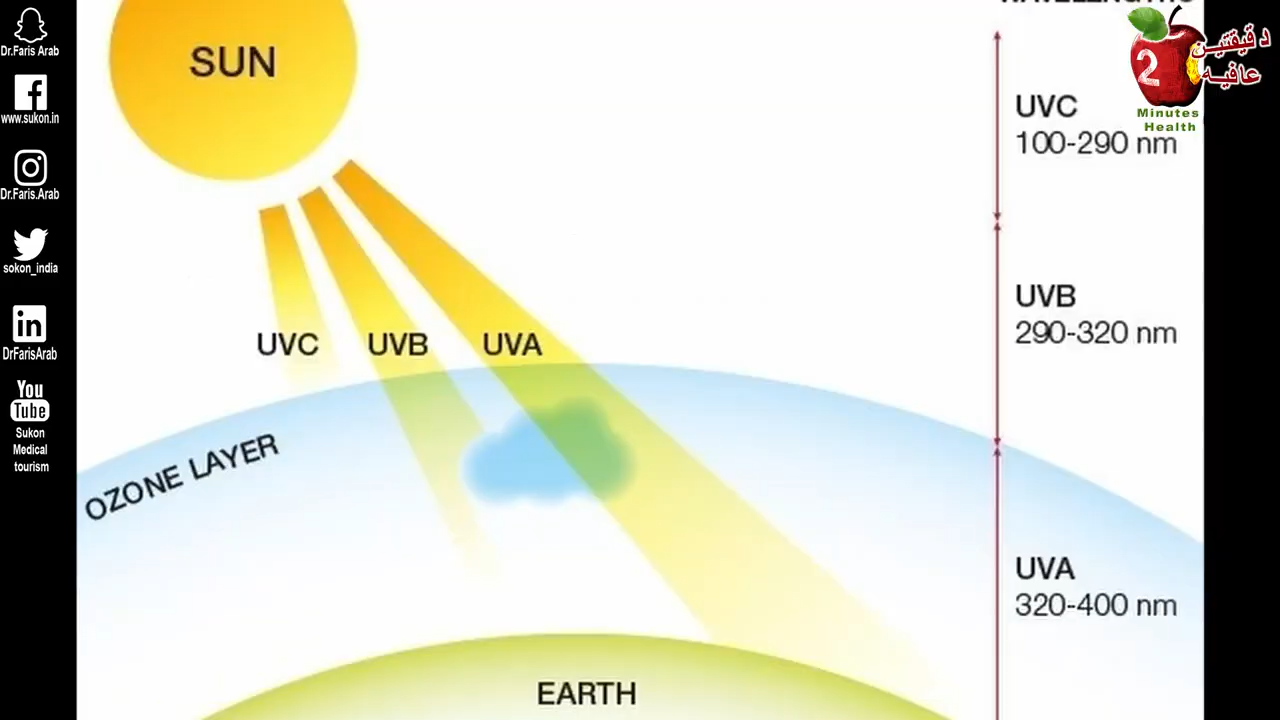 Dr.Faris Arab
www.sukon.in
Dr.Faris.Arab
sokon_india
in
DrFarisArab
You
Tube
Sukon
Medical
tourism
SUN
UVC
UVB
UVA
OZONE LAYER
EARTH
دقيقتين
عافيه
2
Minutes
Health
UVC
100-290 nm
UVB
290-320 nm
UVA
320-400 nm